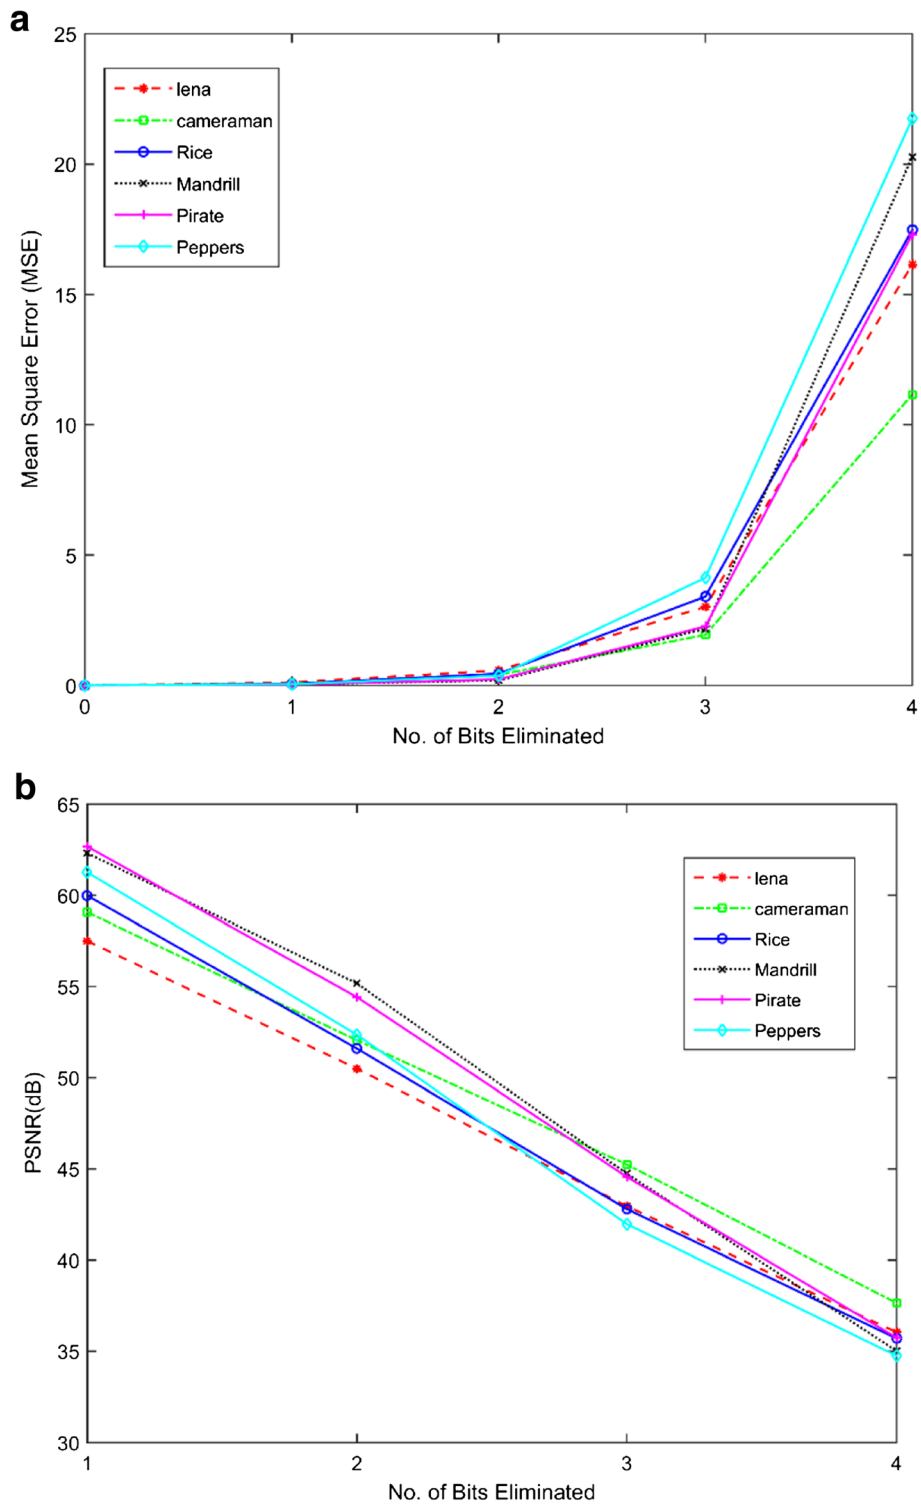 a
25
20
15
10
5
0
Mean Square Error (MSE)
lena
cameraman
Rice
Mandrill
Pirate
Peppers
0 1 2 3 4
No. of Bits Eliminated
b
65
60
55
50
45
40
35
30
PSNR(dB)
lena
cameraman
Rice
Mandrill
Pirate
Peppers
1 2 3 4
No. of Bits Eliminated